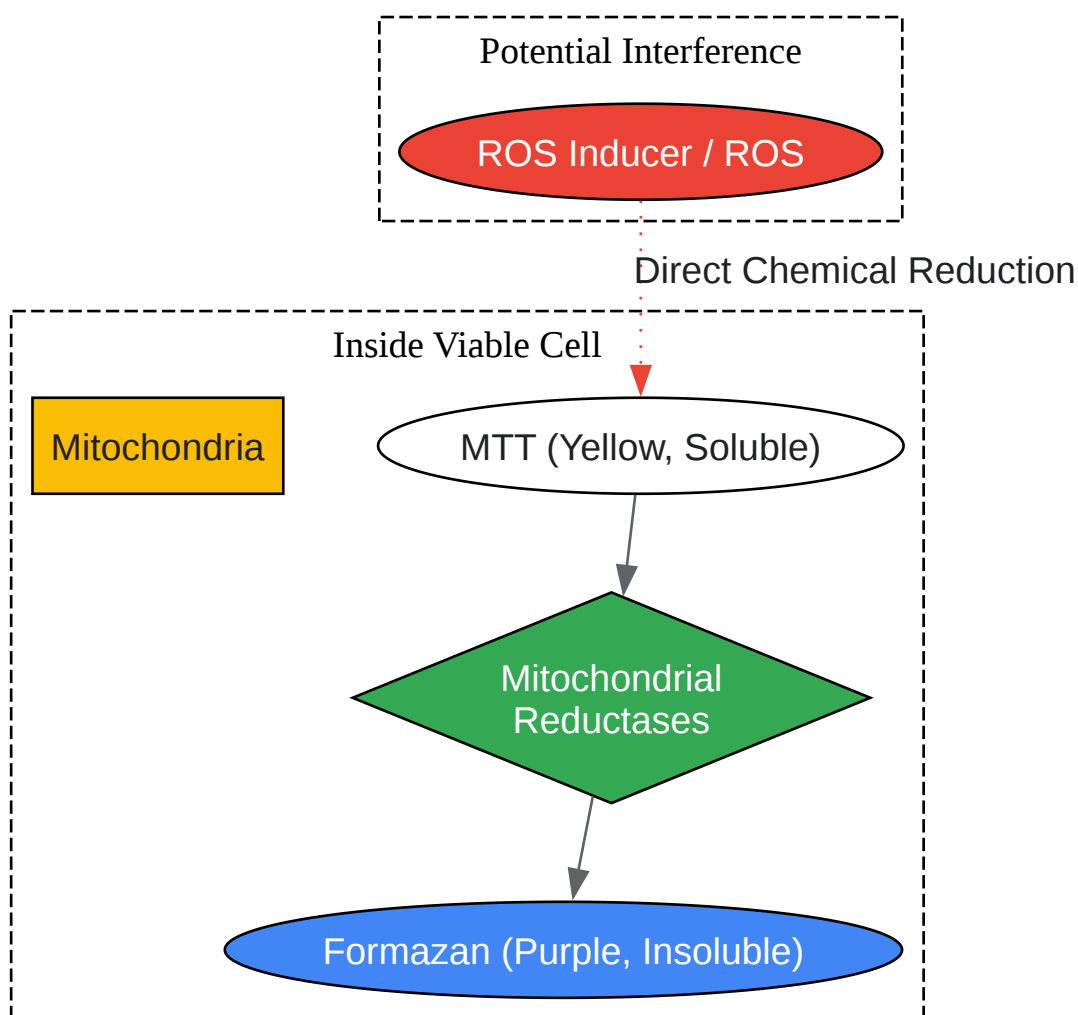 Potential Interference
ROS Inducer / ROS
Direct Chemical Reduction
Inside Viable Cell
Mitochondria
MTT (Yellow, Soluble)
Mitochondrial
Reductases
Formazan (Purple, Insoluble)